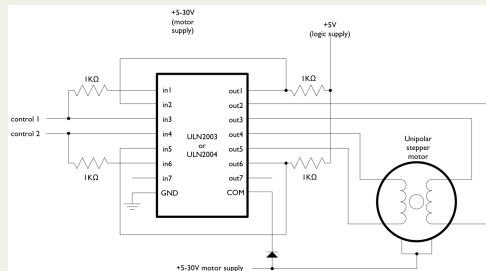 +5-30V
(motor
supply)
+5V
(logic supply)
1KΩ
1KΩ
in1
out1
in2
out2
control 1
in3
out3
control 2
in4
out4
ULN2003
or
ULN2004
in5
out5
in6
out6
in7
out7
GND
COM
1KΩ
1KΩ
Unipolar
stepper
motor
+5-30V motor supply